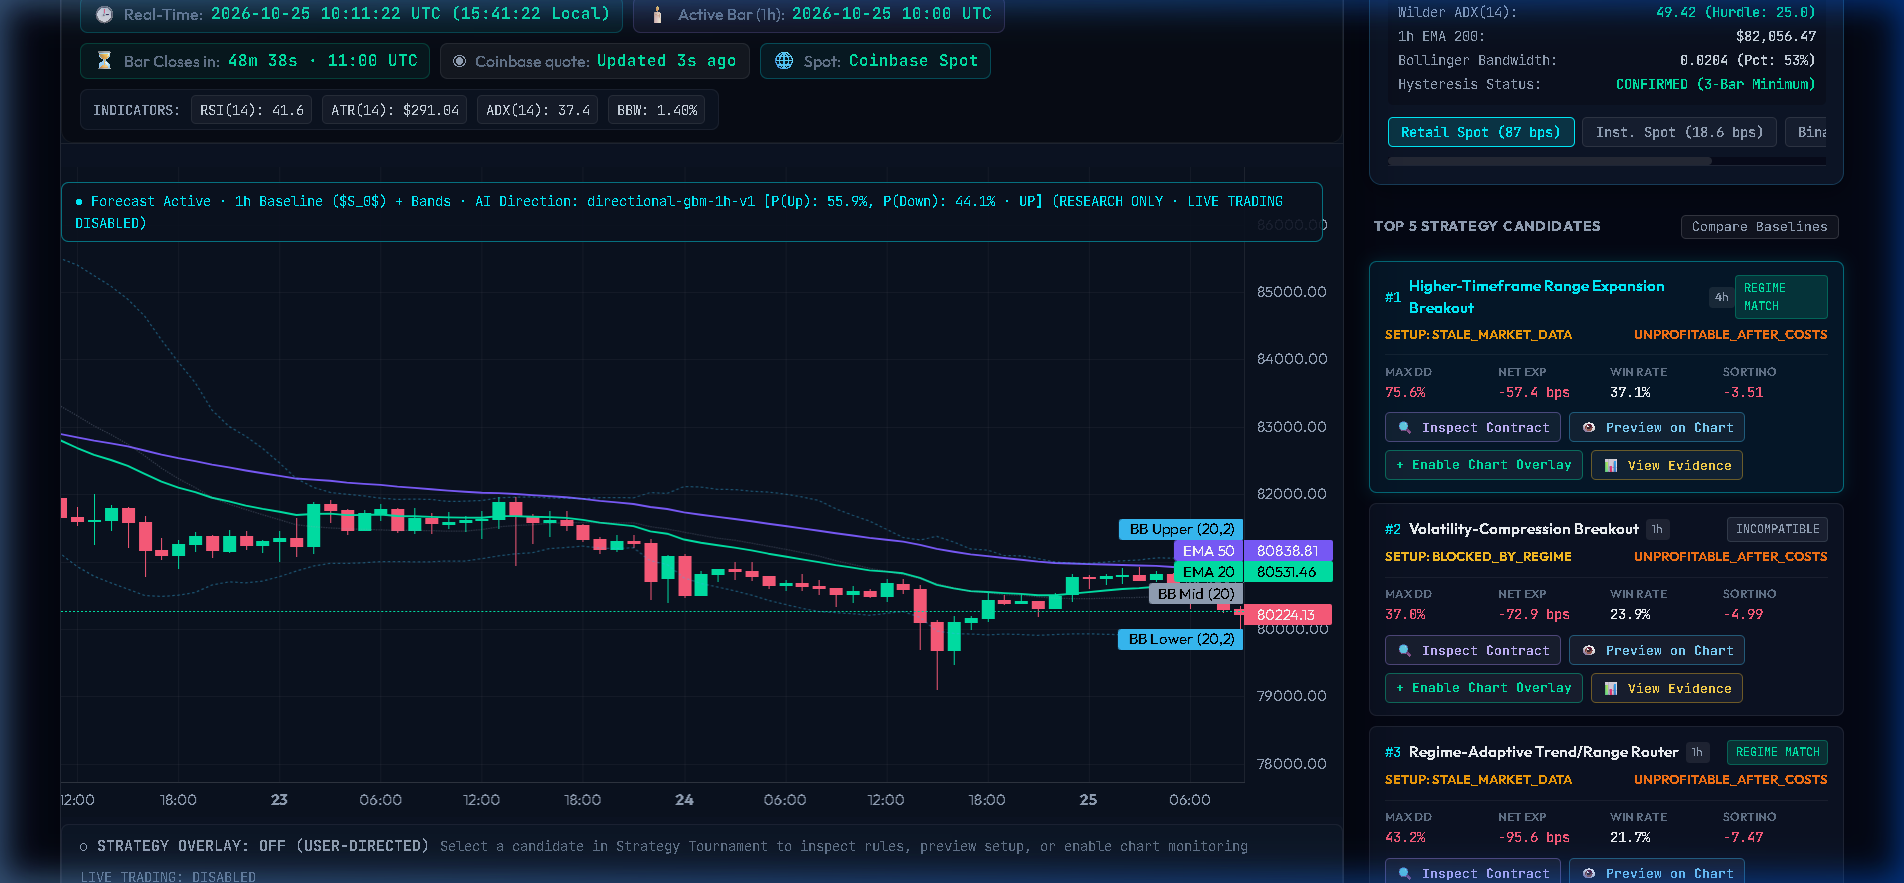 Real-Time: 2026-10-25 10:11:22 UTC (15:41:22 Local)
Active Bar (1h): 2026-10-25 10:00 UTC
Bar Closes in: 48m 38s · 11:00 UTC
Coinbase quote: Updated 3s ago
Spot: Coinbase Spot
INDICATORS: RSI(14): 41.6 ATR(14): $291.04 ADX(14): 37.4 BBW: 1.40%
● Forecast Active · 1h Baseline ($S_0$) + Bands · AI Direction: directional-gbm-1h-v1 [P(Up): 55.9%, P(Down): 44.1% · UP] (RESEARCH ONLY · LIVE TRADING
DISABLED)
86000.00
85000.00
84000.00
83000.00
82000.00
BB Upper (20,2)
EMA 50 80838.81
EMA 20 80531.46
BB Mid (20)
80224.13
80000.00
BB Lower (20,2)
79000.00
78000.00
12:00 18:00 23 06:00 12:00 18:00 24 06:00 12:00 18:00 25 06:00
○ STRATEGY OVERLAY: OFF (USER-DIRECTED) Select a candidate in Strategy Tournament to inspect rules, preview setup, or enable chart monitoring
LIVE TRADING: DISABLED
Wilder ADX(14): 49.42 (Hurdle: 25.0)
1h EMA 200: $82,056.47
Bollinger Bandwidth: 0.0204 (Pct: 53%)
Hysteresis Status: CONFIRMED (3-Bar Minimum)
Retail Spot (87 bps) Inst. Spot (18.6 bps) Bina
TOP 5 STRATEGY CANDIDATES Compare Baselines
#1 Higher-Timeframe Range Expansion
Breakout
4h
REGIME
MATCH
SETUP: STALE_MARKET_DATA UNPROFITABLE_AFTER_COSTS
MAX DD NET EXP WIN RATE SORTINO
75.6% -57.4 bps 37.1% -3.51
Inspect Contract Preview on Chart
+ Enable Chart Overlay View Evidence
#2 Volatility-Compression Breakout 1h INCOMPATIBLE
SETUP: BLOCKED_BY_REGIME UNPROFITABLE_AFTER_COSTS
MAX DD NET EXP WIN RATE SORTINO
37.0% -72.9 bps 23.9% -4.99
Inspect Contract Preview on Chart
+ Enable Chart Overlay View Evidence
#3 Regime-Adaptive Trend/Range Router 1h REGIME MATCH
SETUP: STALE_MARKET_DATA UNPROFITABLE_AFTER_COSTS
MAX DD NET EXP WIN RATE SORTINO
43.2% -95.6 bps 21.7% -7.47
Inspect Contract Preview on Chart